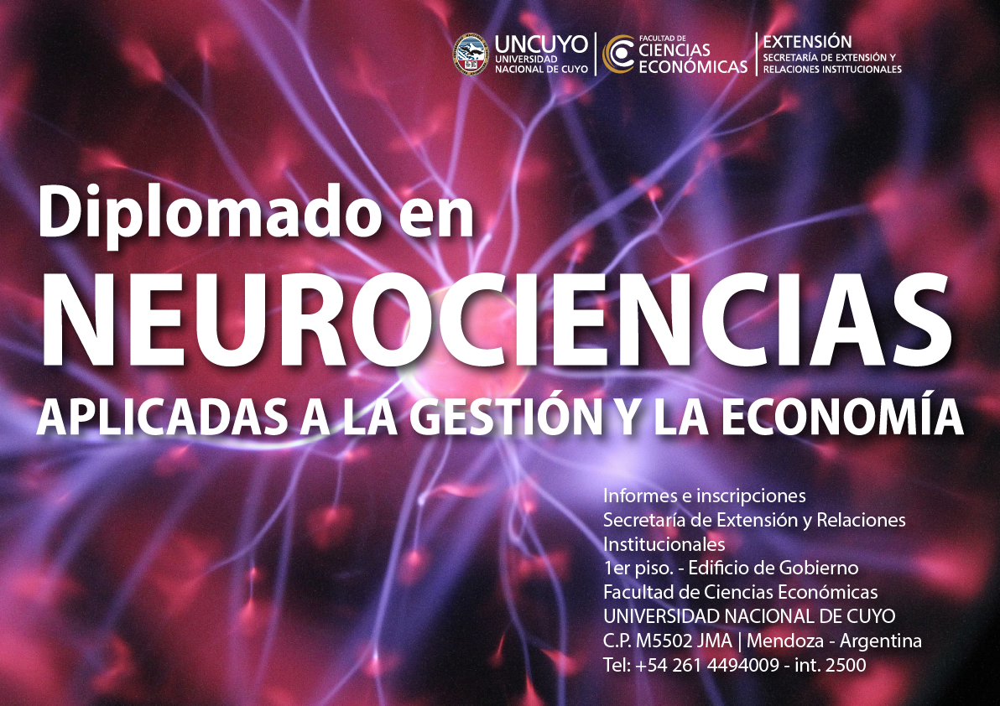 UNCUYO
UNIVERSIDAD
NACIONAL DE CUYO
FACULTAD DE
CIENCIAS
ECONÓMICAS
EXTENSIÓN
SECRETARÍA DE EXTENSIÓN Y
RELACIONES INSTITUCIONALES
Diplomado en
NEUROCIENCIAS
APLICADAS A LA GESTIÓN Y LA ECONOMÍA
Informes e inscripciones
Secretaría de Extensión y Relaciones
Institucionales
1er piso. - Edificio de Gobierno
Facultad de Ciencias Económicas
UNIVERSIDAD NACIONAL DE CUYO
C.P. M5502 JMA | Mendoza - Argentina
Tel: +54 261 4494009 - int. 2500